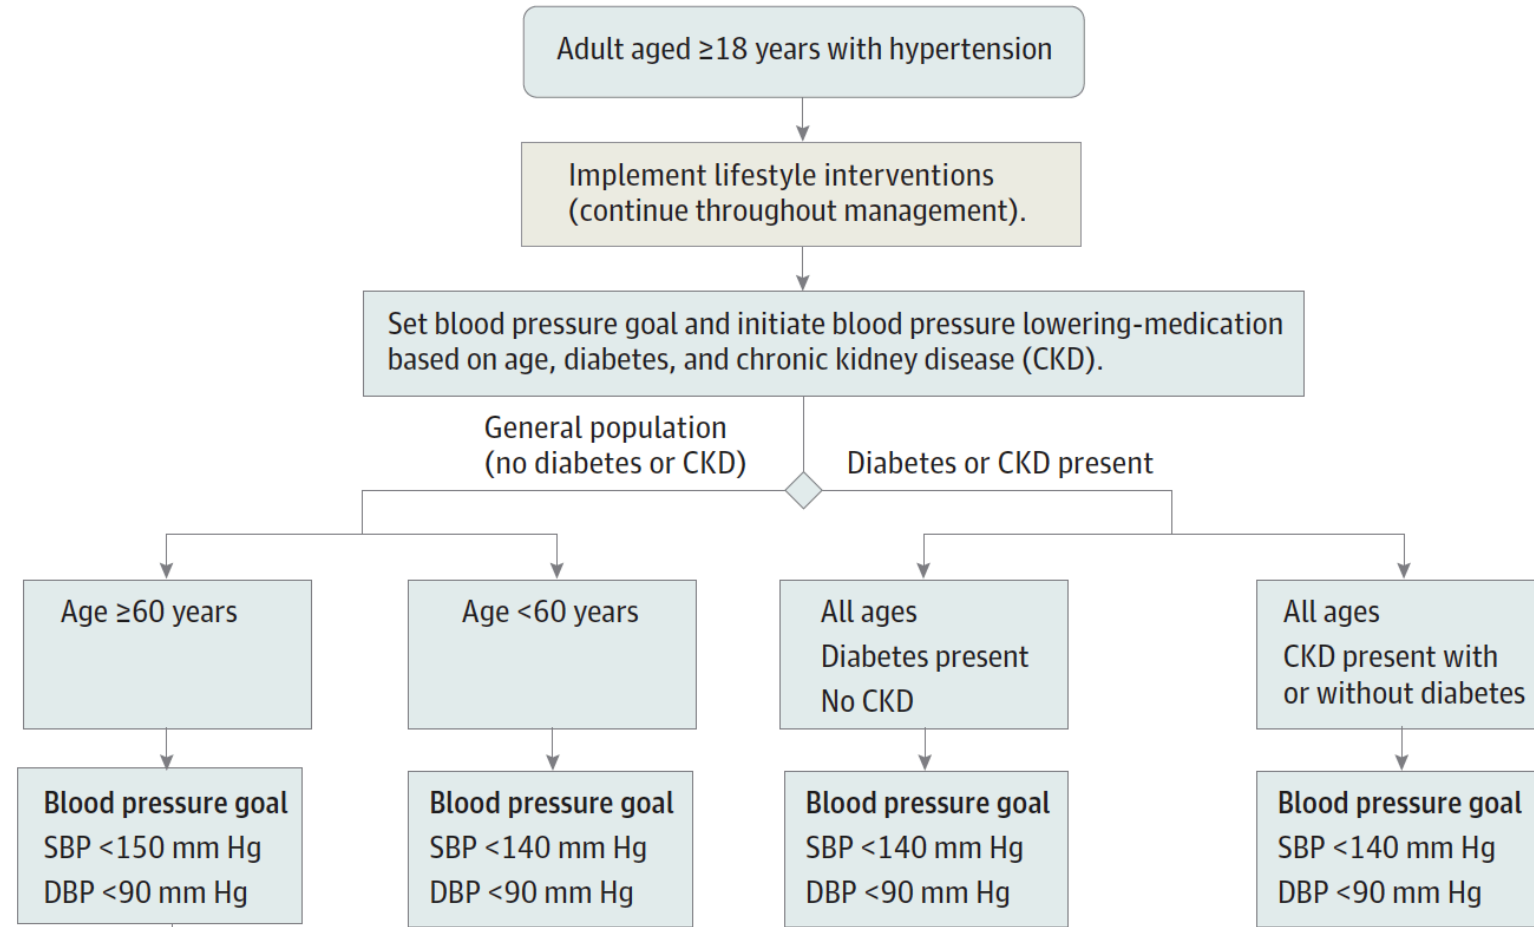 Adult aged ≥18 years with hypertension
Implement lifestyle interventions
(continue throughout management).
Set blood pressure goal and initiate blood pressure lowering-medication
based on age, diabetes, and chronic kidney disease (CKD).
General population
(no diabetes or CKD)
Diabetes or CKD present
Age ≥60 years
Age <60 years
All ages
Diabetes present
No CKD
All ages
CKD present with
or without diabetes
Blood pressure goal
SBP <150 mm Hg
DBP <90 mm Hg
Blood pressure goal
SBP <140 mm Hg
DBP <90 mm Hg
Blood pressure goal
SBP <140 mm Hg
DBP <90 mm Hg
Blood pressure goal
SBP <140 mm Hg
DBP <90 mm Hg